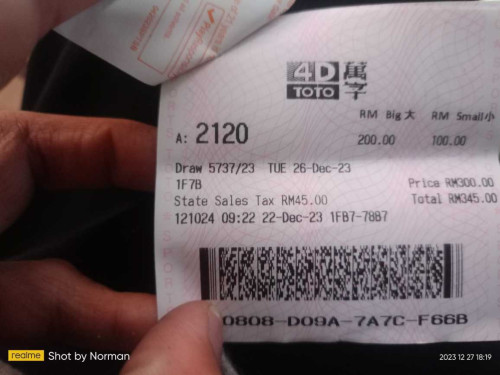 4D 萬字
TOTO
RM Big 大 RM Small 小
A: 2120 200.00 100.00
Draw 5737/23 TUE 26-Dec-23
1F7B Price RM300.00
State Sales Tax RM45.00 Total RM345.00
121024 09:22 22-Dec-23 1FB7-78B7
0808-D09A-7A7C-F66B
realme Shot by Norman
2023 12 27 18:19